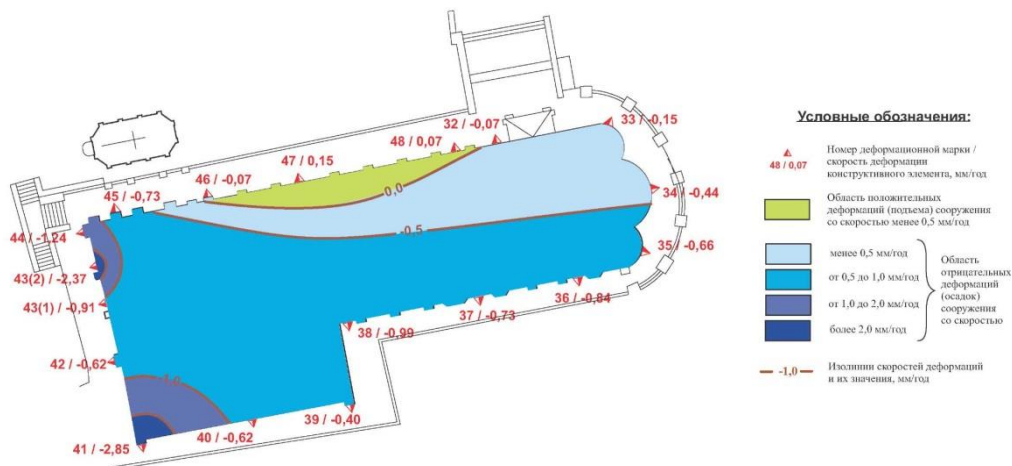 32 / -0,07
33 / -0,15
48 / 0,07
47 / 0,15
46 / -0,07
45 / -0,73
44 / -1,24
43(2) / -2,37
43(1) / -0,91
42 / -0,62
41 / -2,85
40 / -0,62
39 / -0,40
38 / -0,99
37 / -0,73
36 / -0,84
35 / -0,66
34 / -0,44
0,0
-0,5
-1,0
Условные обозначения:
48 / 0,07
Номер деформационной марки /
скорость деформации
конструктивного элемента, мм/год
Область положительных
деформаций (подъема) сооружения
со скоростью менее 0,5 мм/год
менее 0,5 мм/год
от 0,5 до 1,0 мм/год
от 1,0 до 2,0 мм/год
более 2,0 мм/год
Область
отрицательных
деформаций
(осадок)
сооружения
со скоростью
-1,0
Изолинии скоростей деформаций
и их значения, мм/год